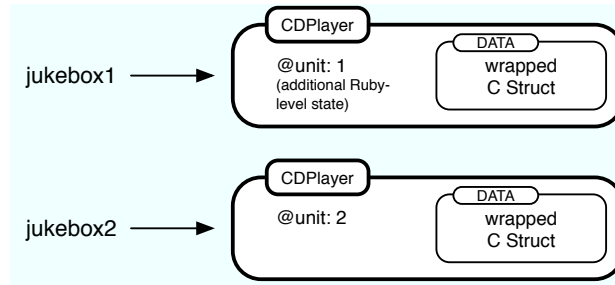 CDPlayer
jukebox1
@unit: 1
(additional Ruby-
level state)
DATA
wrapped
C Struct
CDPlayer
jukebox2
@unit: 2
DATA
wrapped
C Struct